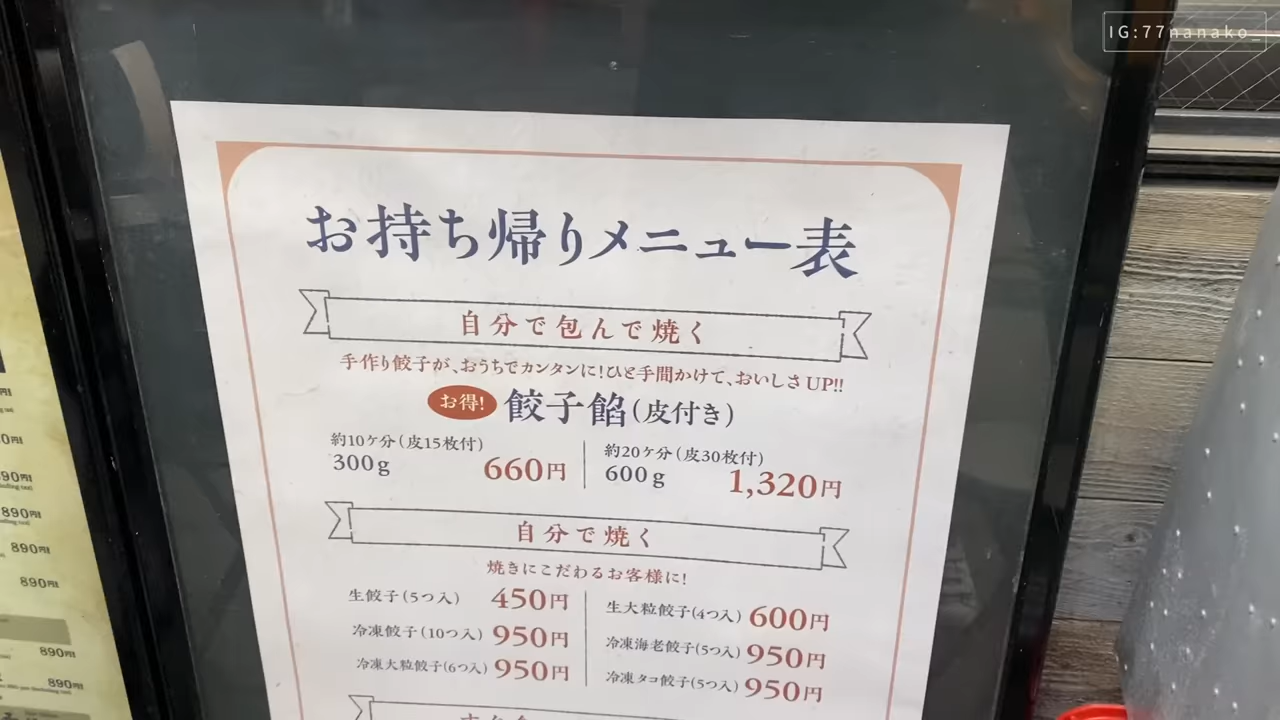 IG:77nanako_
お持ち帰りメニュー表
自分で包んで焼く
手作り餃子が、おうちでカンタンに!ひと手間かけて、おいしさUP!!
お得! 餃子餡(皮付き)
約10ケ分(皮15枚付)
300g 660円
約20ケ分(皮30枚付)
600g 1,320円
自分で焼く
焼きにこだわるお客様に!
生餃子(5つ入) 450円
生大粒餃子(4つ入) 600円
冷凍餃子(10つ入) 950円
冷凍海老餃子(5つ入) 950円
冷凍大粒餃子(6つ入) 950円
冷凍タコ餃子(5つ入) 950円
890円
890円
890円
890円
890円